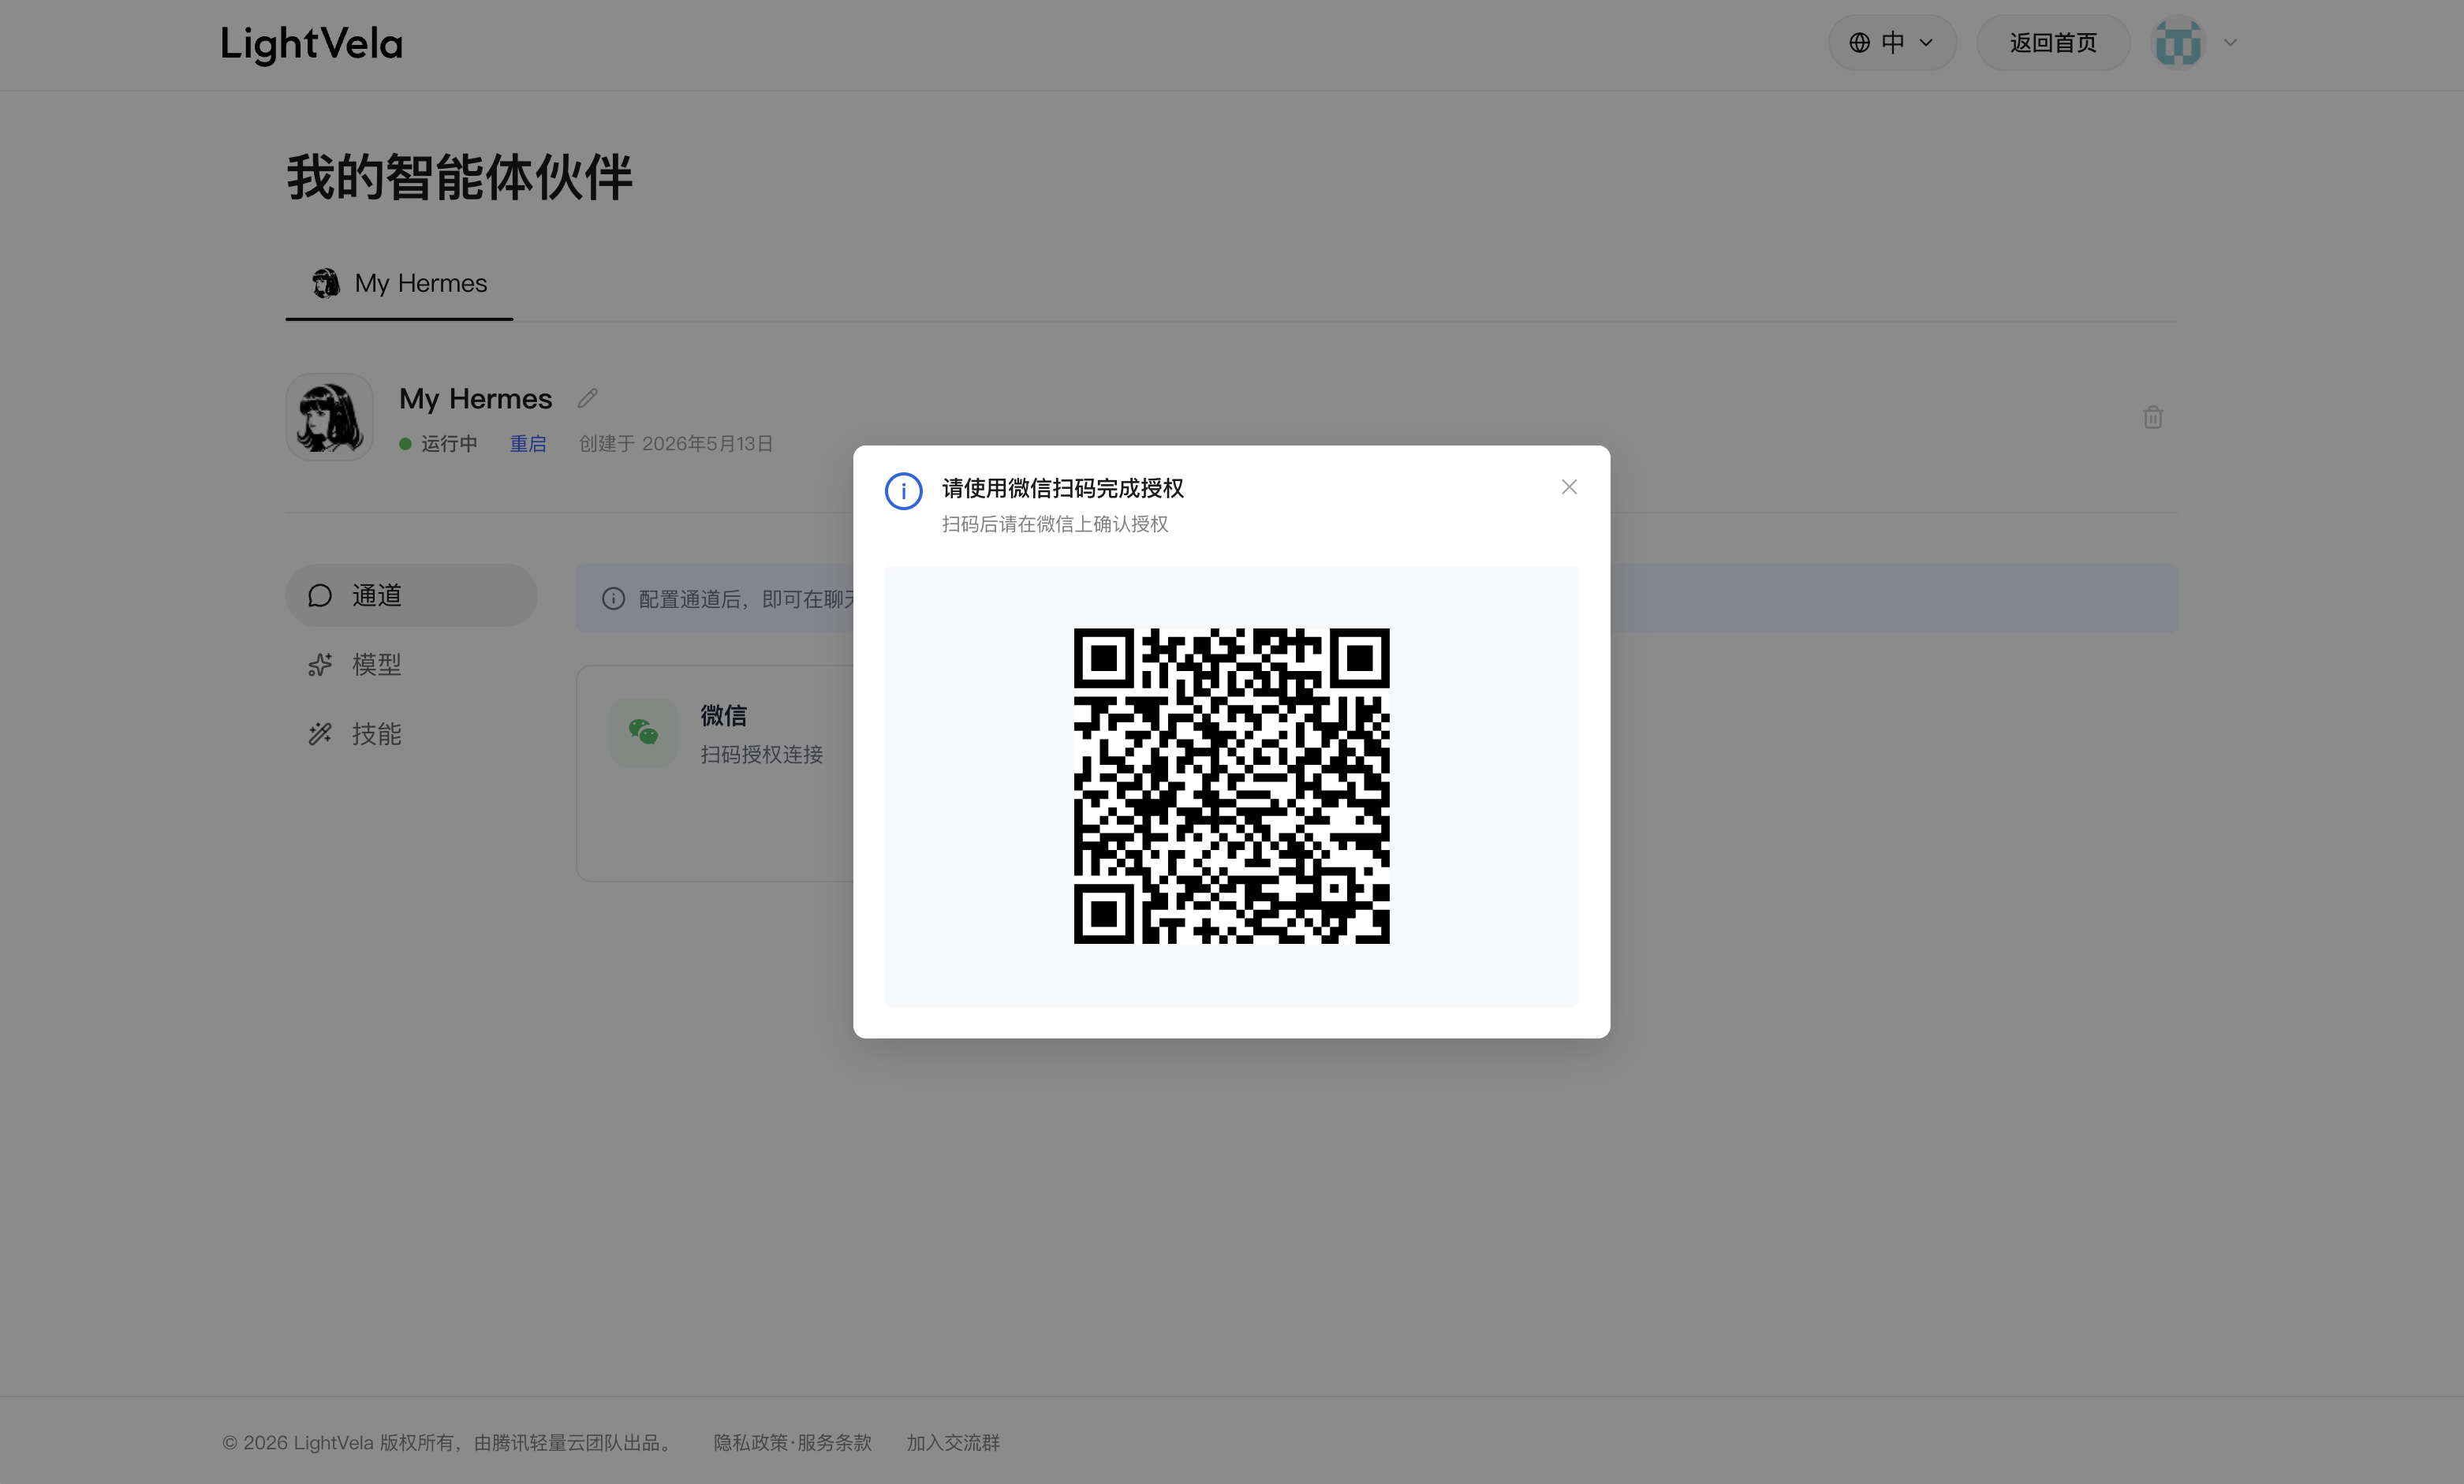 LightVela
中
返回首页
我的智能体伙伴
My Hermes
My Hermes
运行中 重启 创建于 2026年5月13日
请使用微信扫码完成授权
扫码后请在微信上确认授权
通道
模型
技能
配置通道后，即可在聊
微信
扫码授权连接
© 2026 LightVela 版权所有，由腾讯轻量云团队出品。 隐私政策·服务条款 加入交流群